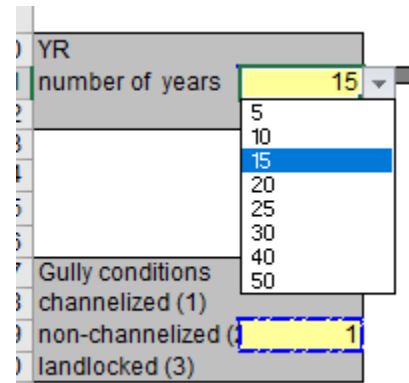 YR
number of years 15
5
10
15
20
25
30
40
50
Gully conditions
channelized (1)
non-channelized ( 1
landlocked (3)